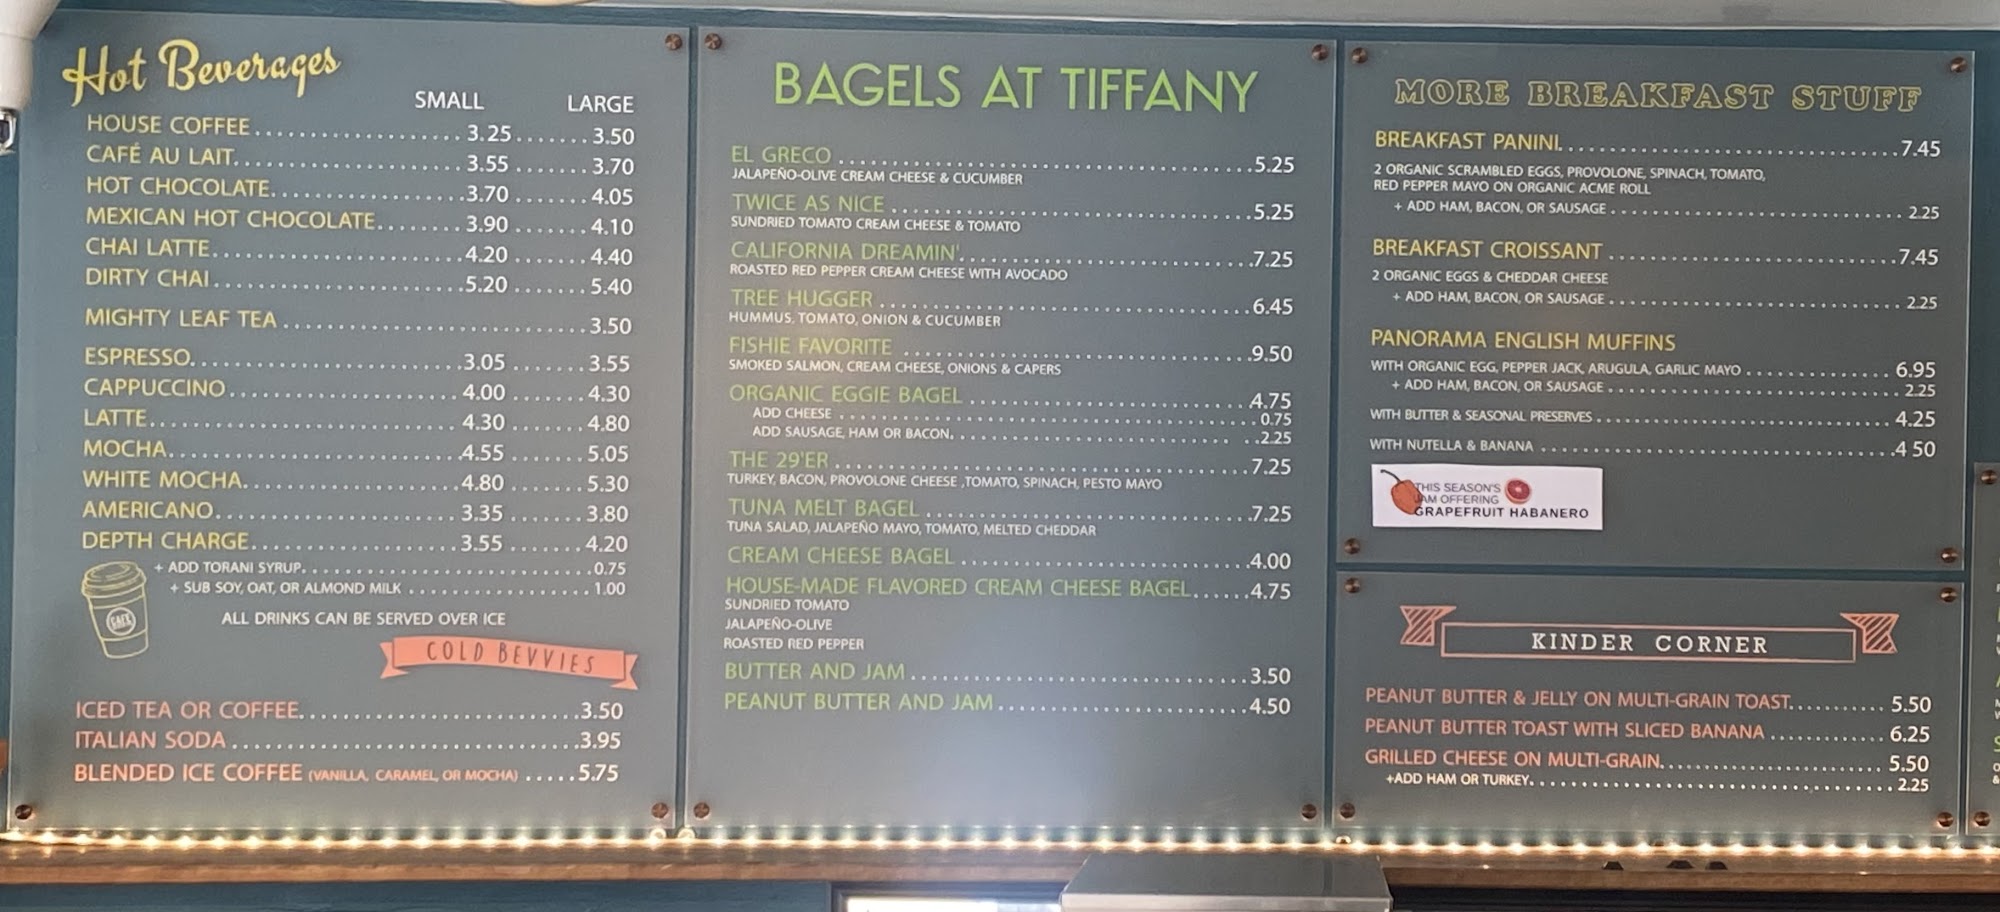 Hot Beverages
SMALL LARGE
HOUSE COFFEE 3.25 3.50
CAFÉ AU LAIT 3.55 3.70
HOT CHOCOLATE 3.70 4.05
MEXICAN HOT CHOCOLATE 3.90 4.10
CHAI LATTE 4.20 4.40
DIRTY CHAI 5.20 5.40
MIGHTY LEAF TEA 3.50
ESPRESSO 3.05 3.55
CAPPUCCINO 4.00 4.30
LATTE 4.30 4.80
MOCHA 4.55 5.05
WHITE MOCHA 4.80 5.30
AMERICANO 3.35 3.80
DEPTH CHARGE 3.55 4.20
+ ADD TORANI SYRUP 0.75
+ SUB SOY, OAT, OR ALMOND MILK 1.00
ALL DRINKS CAN BE SERVED OVER ICE
COLD BEVVIES
ICED TEA OR COFFEE 3.50
ITALIAN SODA 3.95
BLENDED ICE COFFEE (VANILLA, CARAMEL, OR MOCHA) 5.75
BAGELS AT TIFFANY
EL GRECO 5.25
JALAPEÑO-OLIVE CREAM CHEESE & CUCUMBER
TWICE AS NICE 5.25
SUNDRIED TOMATO CREAM CHEESE & TOMATO
CALIFORNIA DREAMIN' 7.25
ROASTED RED PEPPER CREAM CHEESE WITH AVOCADO
TREE HUGGER 6.45
HUMMUS, TOMATO, ONION & CUCUMBER
FISHIE FAVORITE 9.50
SMOKED SALMON, CREAM CHEESE, ONIONS & CAPERS
ORGANIC EGGIE BAGEL 4.75
ADD CHEESE 0.75
ADD SAUSAGE, HAM OR BACON 2.25
THE 29'ER 7.25
TURKEY, BACON, PROVOLONE CHEESE ,TOMATO, SPINACH, PESTO MAYO
TUNA MELT BAGEL 7.25
TUNA SALAD, JALAPEÑO MAYO, TOMATO, MELTED CHEDDAR
CREAM CHEESE BAGEL 4.00
HOUSE-MADE FLAVORED CREAM CHEESE BAGEL 4.75
SUNDRIED TOMATO
JALAPEÑO-OLIVE
ROASTED RED PEPPER
BUTTER AND JAM 3.50
PEANUT BUTTER AND JAM 4.50
MORE BREAKFAST STUFF
BREAKFAST PANINI 7.45
2 ORGANIC SCRAMBLED EGGS, PROVOLONE, SPINACH, TOMATO,
RED PEPPER MAYO ON ORGANIC ACME ROLL
+ ADD HAM, BACON, OR SAUSAGE 2.25
BREAKFAST CROISSANT 7.45
2 ORGANIC EGGS & CHEDDAR CHEESE
+ ADD HAM, BACON, OR SAUSAGE 2.25
PANORAMA ENGLISH MUFFINS
WITH ORGANIC EGG, PEPPER JACK, ARUGULA, GARLIC MAYO 6.95
+ ADD HAM, BACON, OR SAUSAGE 2.25
WITH BUTTER & SEASONAL PRESERVES 4.25
WITH NUTELLA & BANANA 4 50
THIS SEASON'S
JAM OFFERING
GRAPEFRUIT HABANERO
KINDER CORNER
PEANUT BUTTER & JELLY ON MULTI-GRAIN TOAST 5.50
PEANUT BUTTER TOAST WITH SLICED BANANA 6.25
GRILLED CHEESE ON MULTI-GRAIN 5.50
+ADD HAM OR TURKEY 2.25